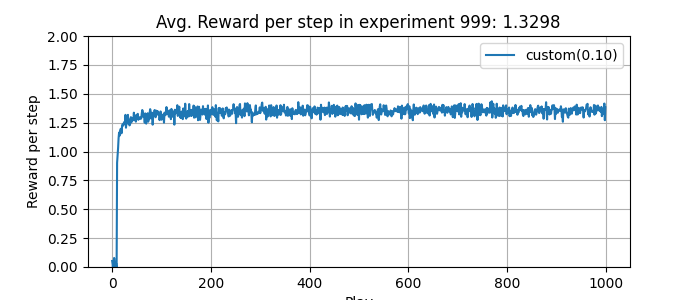 Avg. Reward per step in experiment 999: 1.3298
2.00
1.75
1.50
1.25
1.00
0.75
0.50
0.25
0.00
Reward per step
custom(0.10)
0 200 400 600 800 1000
Play